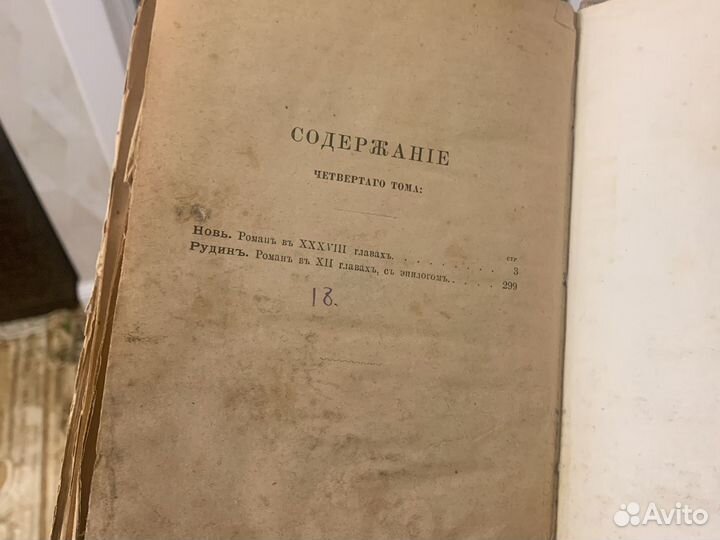 СОДЕРЖАНІЕ
ЧЕТВЕРТАГО ТОМА:
СТР
Новь. Романъ въ XXXVIII главахъ. . . . . . . . . . 3
Рудинъ. Романъ въ XII главахъ, съ эпилогомъ. . . . . . 299
18.
Avito